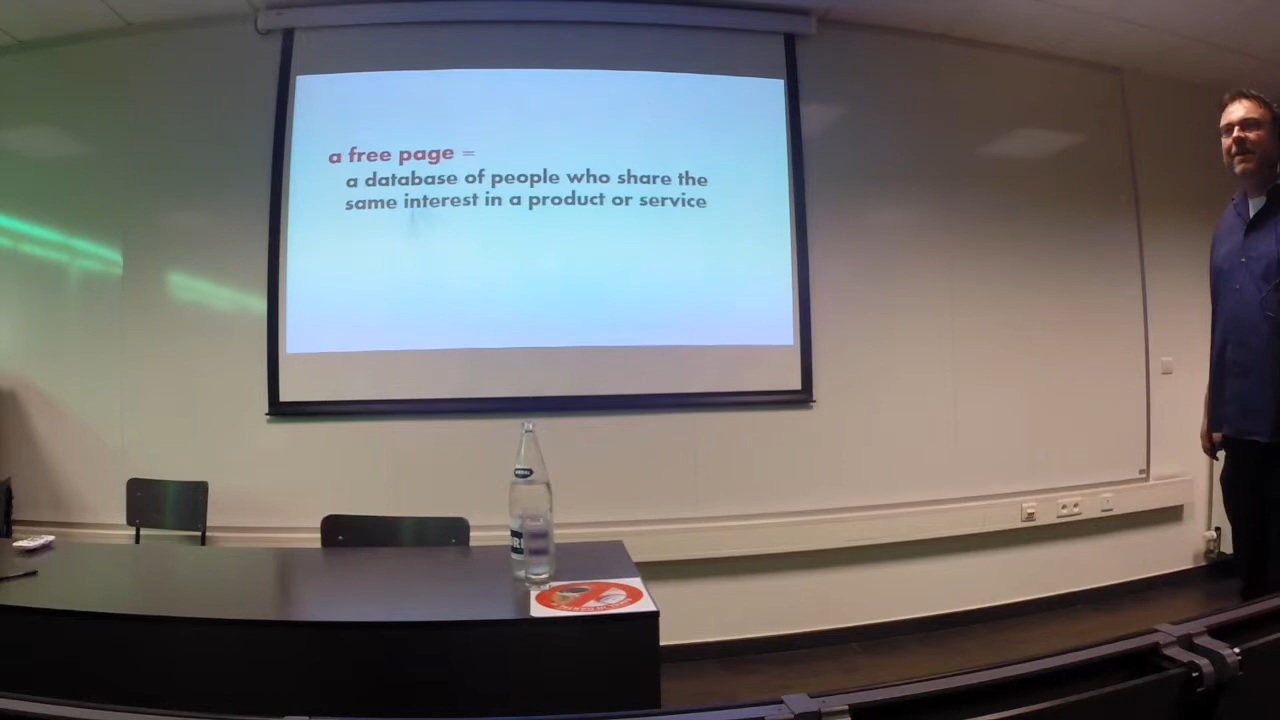 a free page =
a database of people who share the
same interest in a product or service